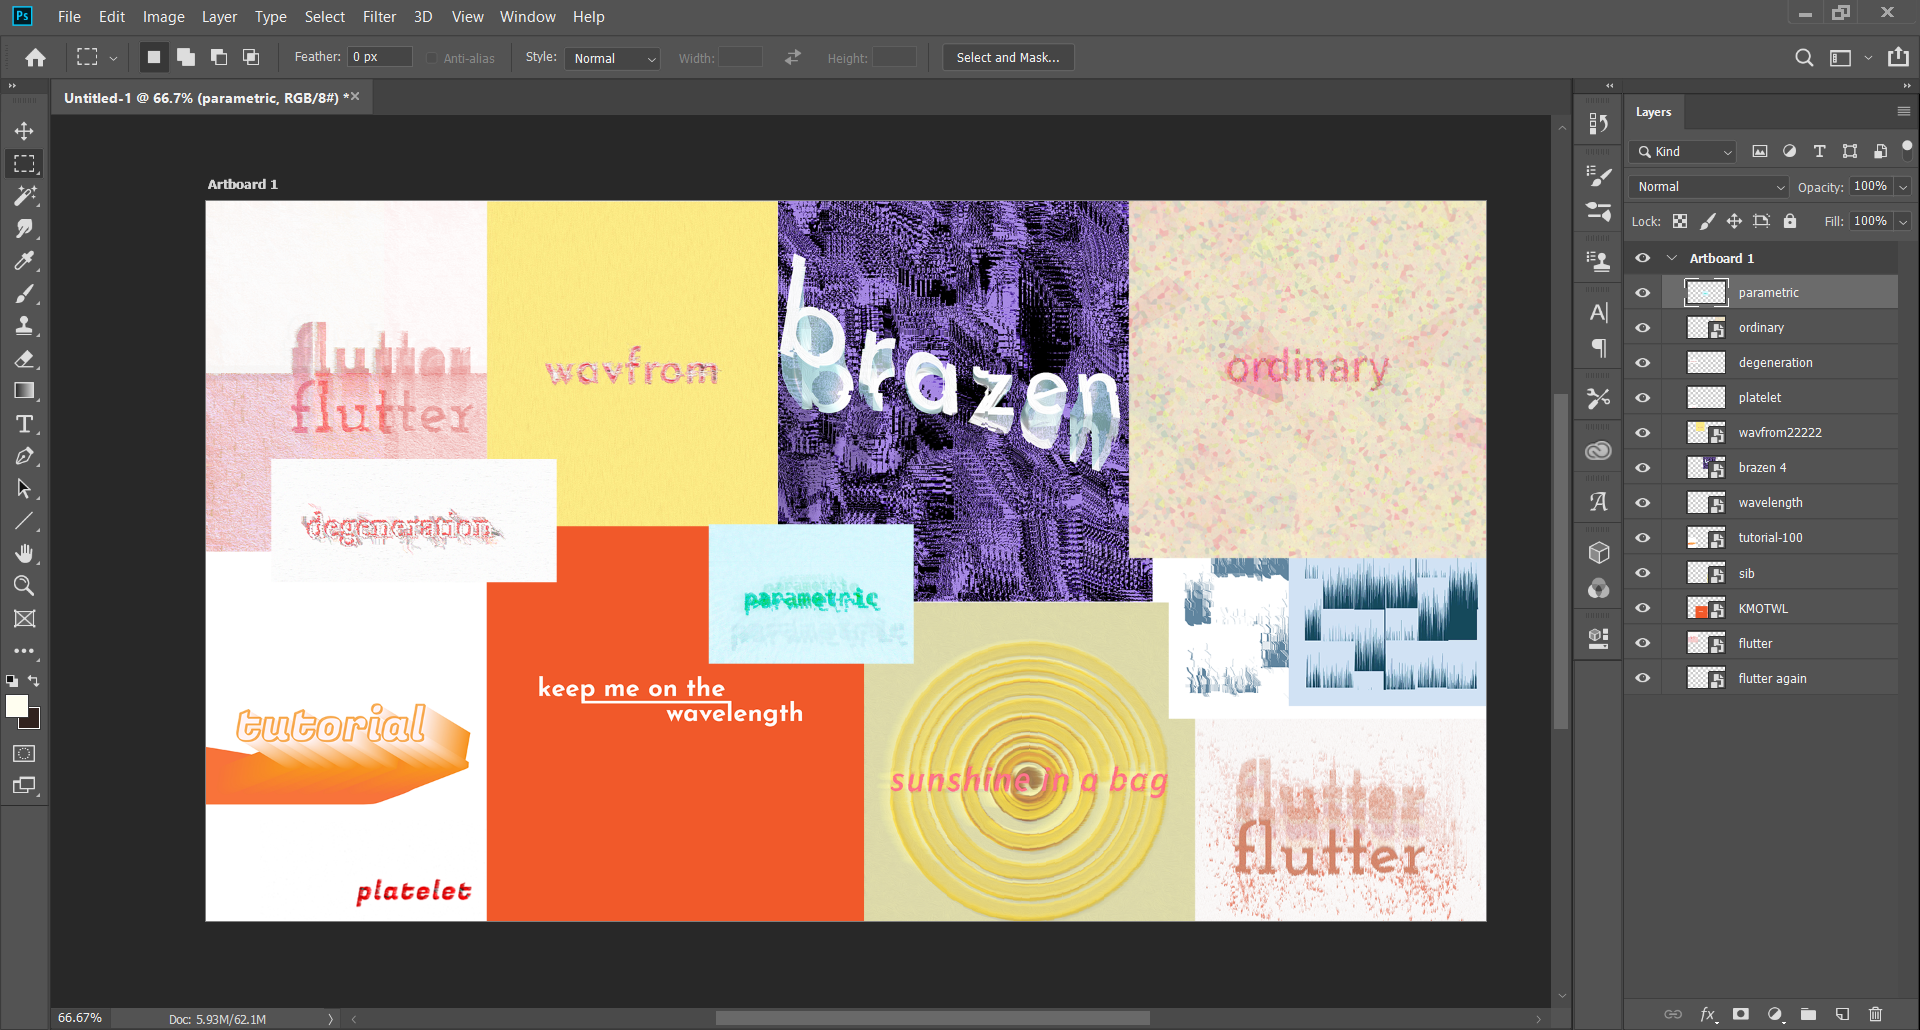 Ps File Edit Image Layer Type Select Filter 3D View Window Help
Feather: 0 px Anti-alias Style: Normal Width: Height: Select and Mask...
Untitled-1 @ 66.7% (parametric, RGB/8#) *
Artboard 1
flutter
flutter
wavfrom
brazen
ordinary
degeneration
parametric
parametric
keep me on the
wavelength
tutorial
sunshine in a bag
flutter
flutter
platelet
66.67% Doc: 5.93M/62.1M
Layers
Kind
Normal Opacity: 100%
Lock: Fill: 100%
Artboard 1
parametric
ordinary
degeneration
platelet
wavfrom22222
brazen 4
wavelength
tutorial-100
sib
KMOTWL
flutter
flutter again
fx